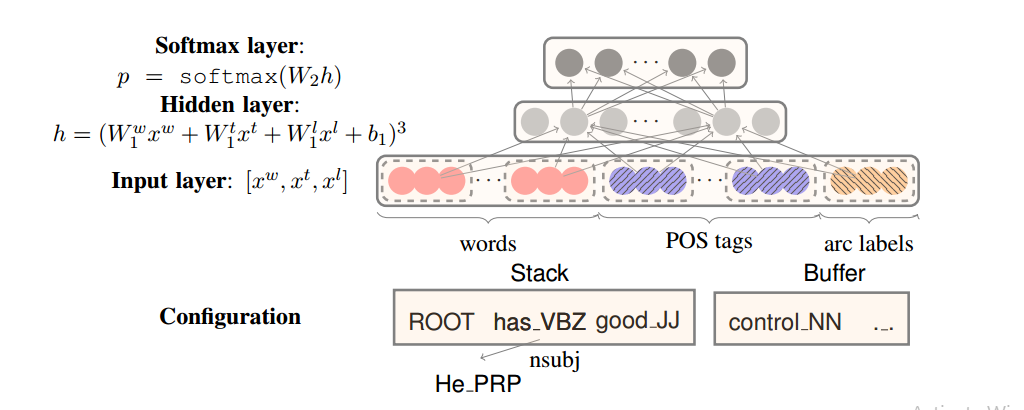 Softmax layer:
p = softmax(W₂h)
Hidden layer:
h = (W₁ʷxʷ + W₁ᵗxᵗ + W₁ˡxˡ + b₁)³
Input layer: [xʷ, xᵗ, xˡ]
···
···
··· ···
words POS tags arc labels
Stack Buffer
Configuration
ROOT has_VBZ good_JJ control_NN ._.
nsubj
He_PRP